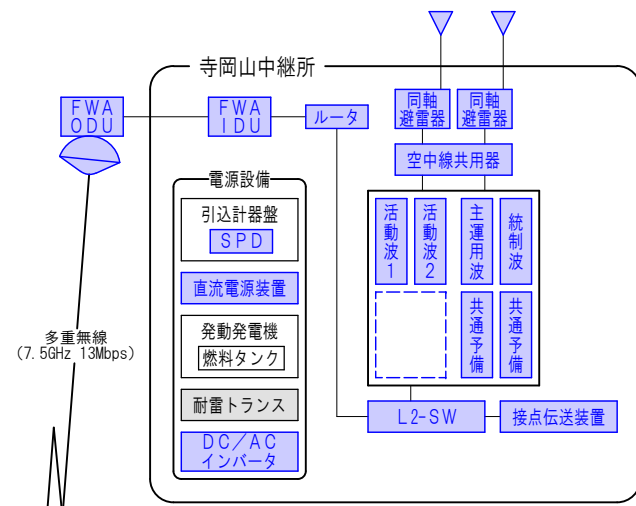 寺岡山中継所
FWA
ODU
FWA
IDU
ルータ
同軸
避雷器
同軸
避雷器
空中線共用器
活動波1
活動波2
主運用波
統制波
共通予備
共通予備
電源設備
引込計器盤
SPD
直流電源装置
発動発電機
燃料タンク
耐雷トランス
DC/AC
インバータ
多重無線
(7.5GHz 13Mbps)
L2-SW
接点伝送装置